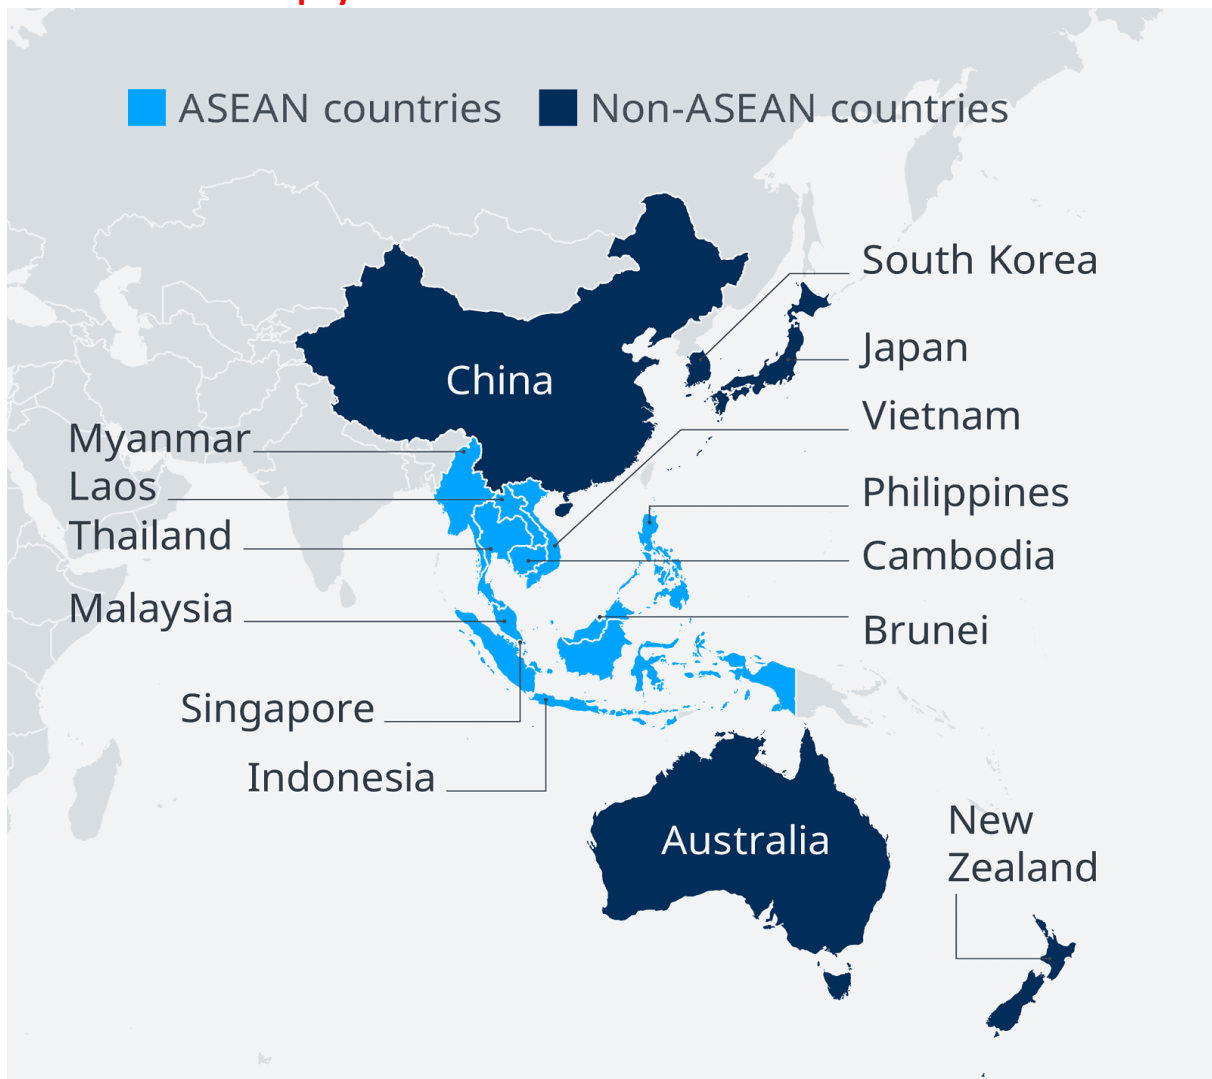 ASEAN countries
Non-ASEAN countries
South Korea
Japan
China
Vietnam
Myanmar
Laos
Philippines
Thailand
Cambodia
Malaysia
Brunei
Singapore
Indonesia
Australia
New
Zealand